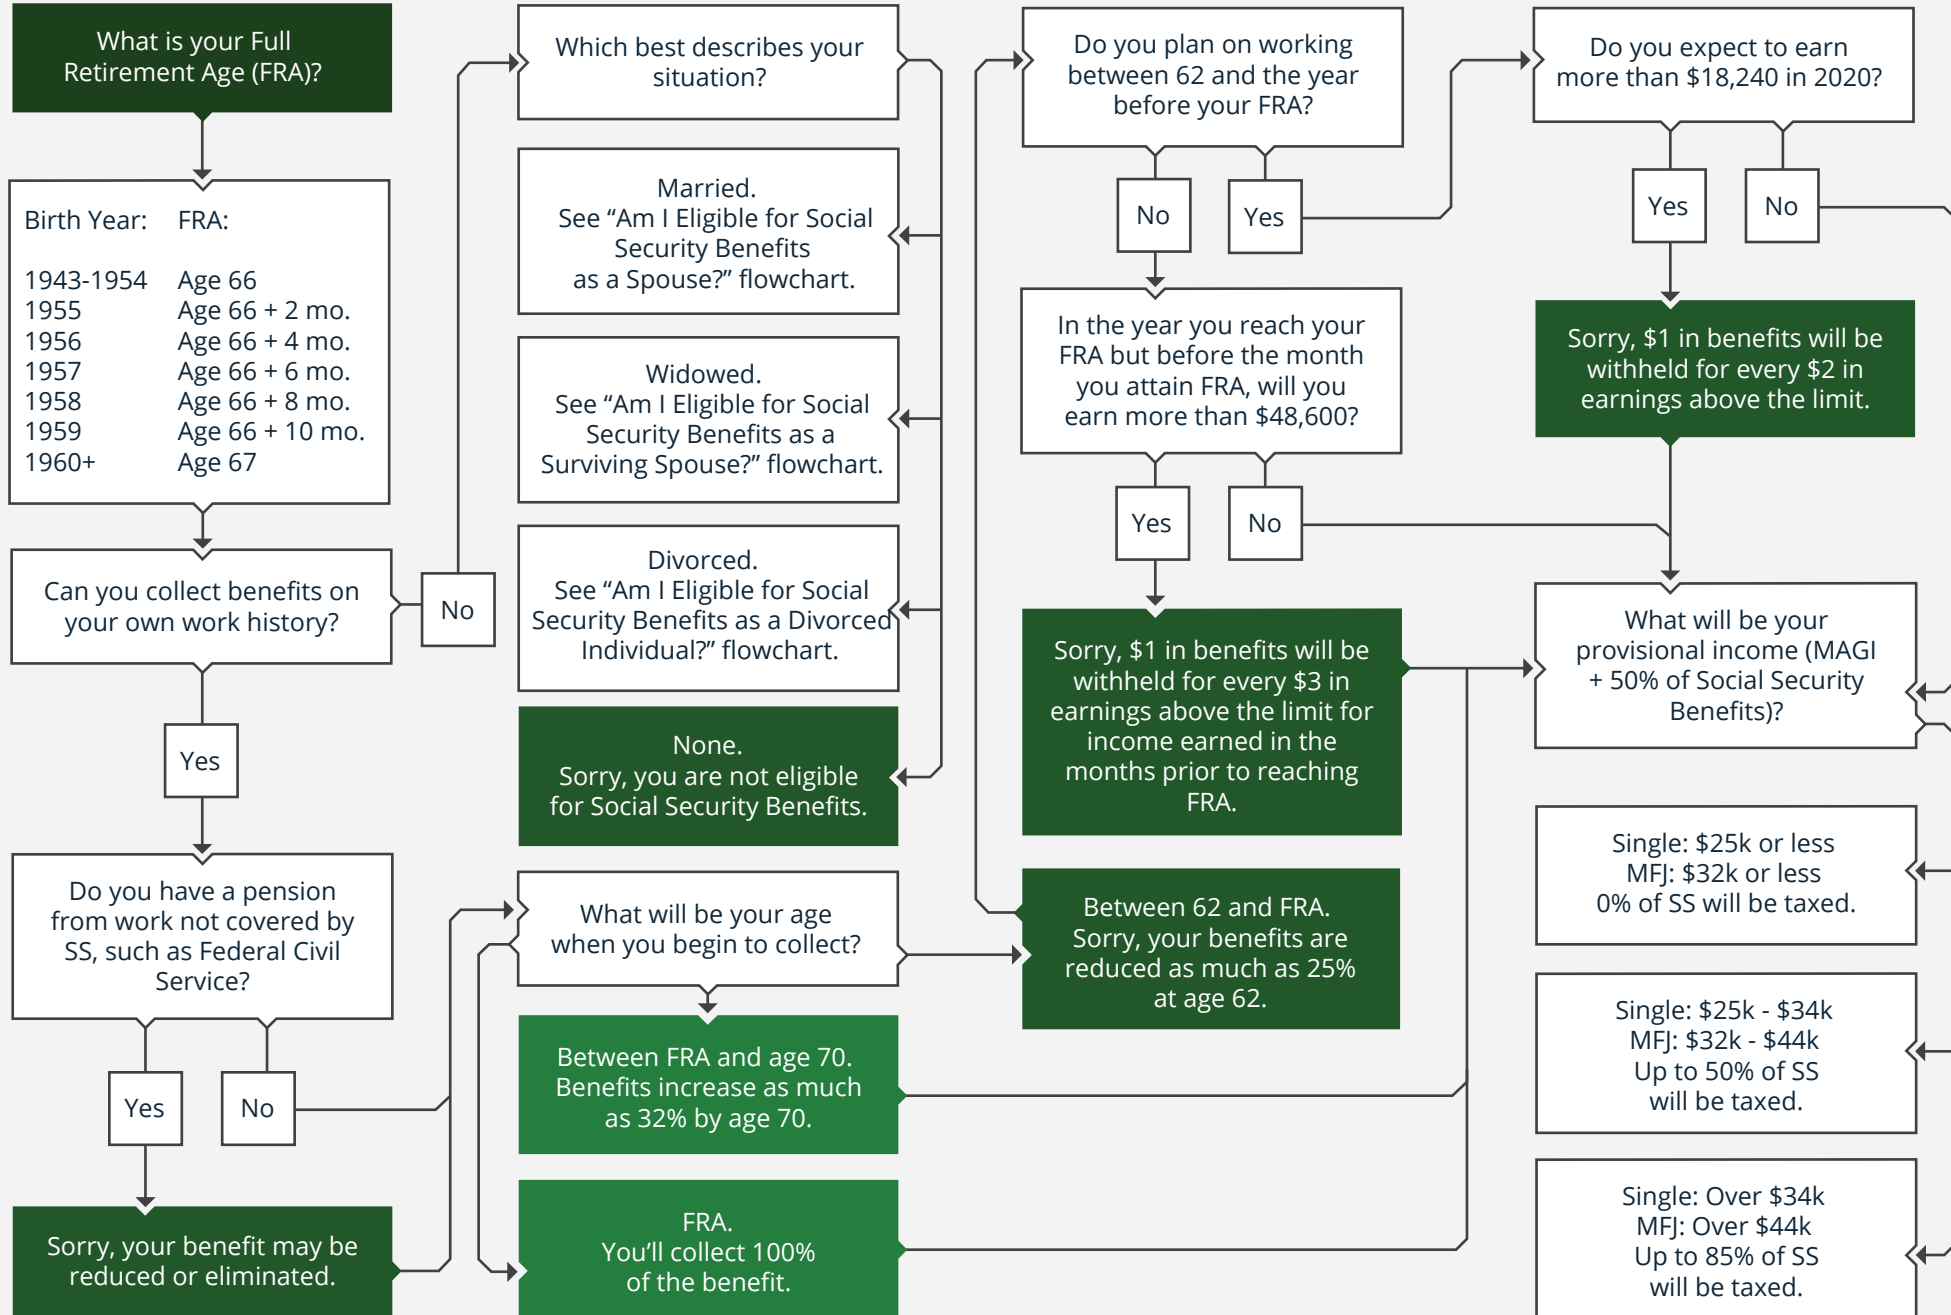 What is your Full
Retirement Age (FRA)?
Birth Year: FRA:
1943-1954 Age 66
1955 Age 66 + 2 mo.
1956 Age 66 + 4 mo.
1957 Age 66 + 6 mo.
1958 Age 66 + 8 mo.
1959 Age 66 + 10 mo.
1960+ Age 67
Can you collect benefits on
your own work history?
No
Yes
Do you have a pension
from work not covered by
SS, such as Federal Civil
Service?
Yes
No
Sorry, your benefit may be
reduced or eliminated.
Which best describes your
situation?
Married.
See “Am I Eligible for Social
Security Benefits
as a Spouse?” flowchart.
Widowed.
See “Am I Eligible for Social
Security Benefits as a
Surviving Spouse?” flowchart.
Divorced.
See “Am I Eligible for Social
Security Benefits as a Divorced
Individual?” flowchart.
None.
Sorry, you are not eligible
for Social Security Benefits.
What will be your age
when you begin to collect?
Between FRA and age 70.
Benefits increase as much
as 32% by age 70.
FRA.
You’ll collect 100%
of the benefit.
Do you plan on working
between 62 and the year
before your FRA?
No
Yes
In the year you reach your
FRA but before the month
you attain FRA, will you
earn more than $48,600?
Yes
No
Sorry, $1 in benefits will be
withheld for every $3 in
earnings above the limit for
income earned in the
months prior to reaching
FRA.
Between 62 and FRA.
Sorry, your benefits are
reduced as much as 25%
at age 62.
Do you expect to earn
more than $18,240 in 2020?
Yes
No
Sorry, $1 in benefits will be
withheld for every $2 in
earnings above the limit.
What will be your
provisional income (MAGI
+ 50% of Social Security
Benefits)?
Single: $25k or less
MFJ: $32k or less
0% of SS will be taxed.
Single: $25k - $34k
MFJ: $32k - $44k
Up to 50% of SS
will be taxed.
Single: Over $34k
MFJ: Over $44k
Up to 85% of SS
will be taxed.